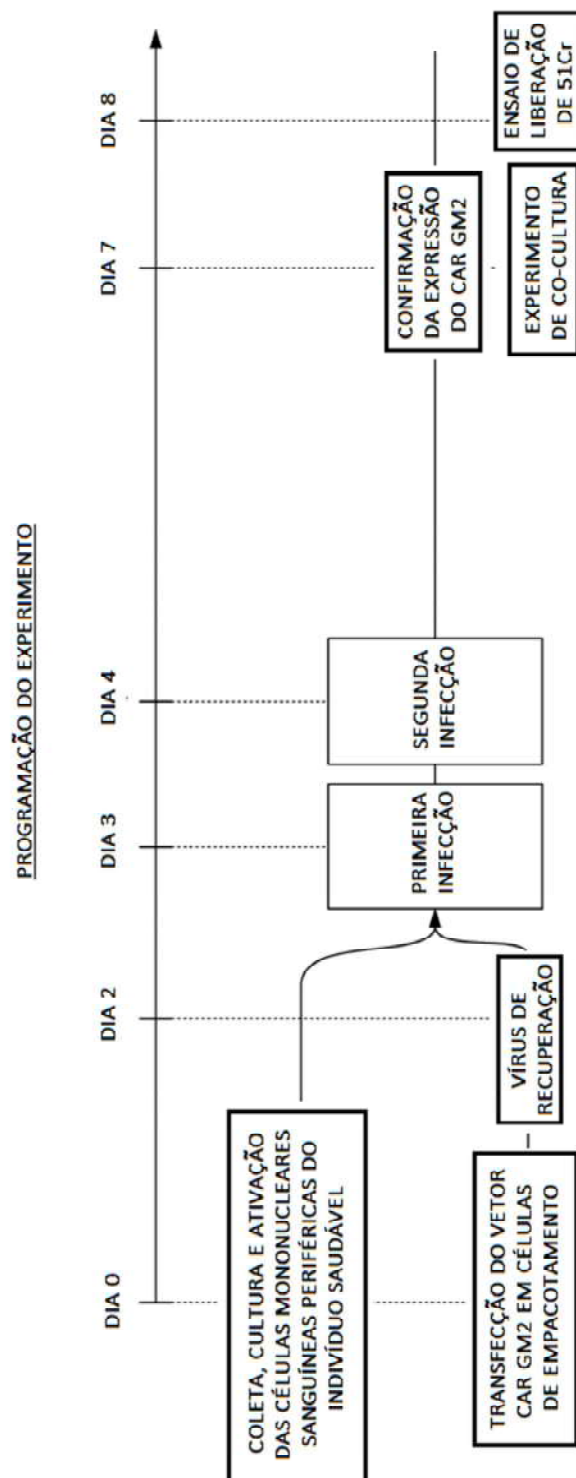 PROGRAMAÇÃO DO EXPERIMENTO
DIA 0
DIA 2
DIA 3
DIA 4
DIA 7
DIA 8
COLETA, CULTURA E ATIVAÇÃO
DAS CÉLULAS MONONUCLEARES
SANGUÍNEAS PERIFÉRICAS DO
INDIVÍDUO SAUDÁVEL
TRANSFECÇÃO DO VETOR
CAR GM2 EM CÉLULAS
DE EMPACOTAMENTO
VÍRUS DE
RECUPERAÇÃO
PRIMEIRA
INFECÇÃO
SEGUNDA
INFECÇÃO
CONFIRMAÇÃO
DA EXPRESSÃO
DO CAR GM2
EXPERIMENTO
DE CO-CULTURA
ENSAIO DE
LIBERAÇÃO
DE 51Cr